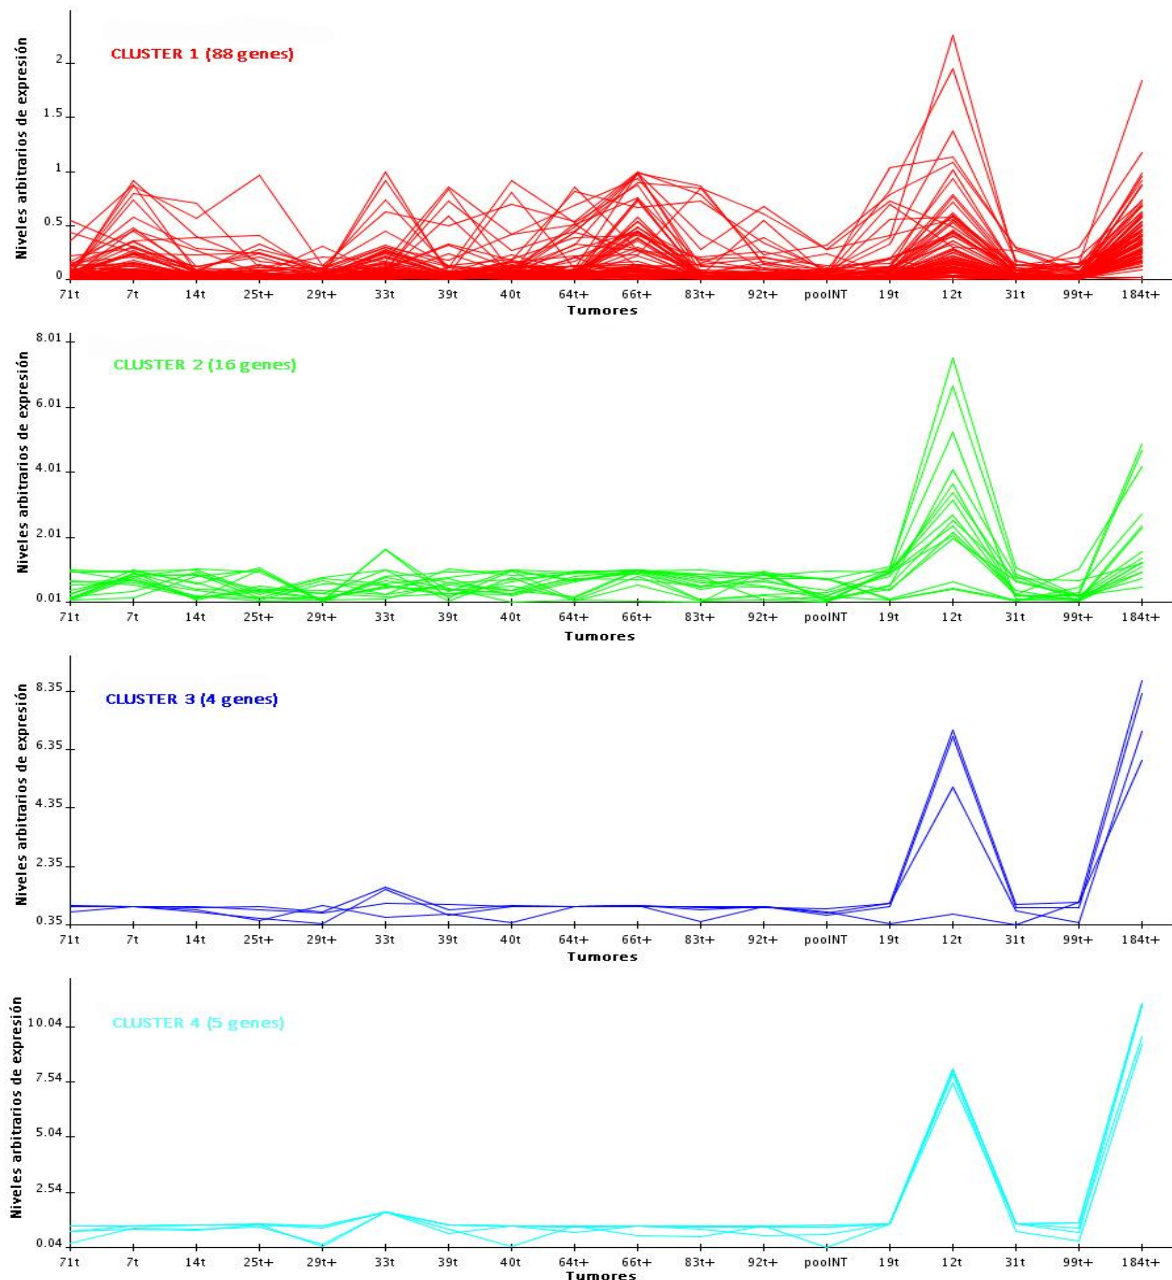 Niveles arbitrarios de expresión
CLUSTER 1 (88 genes)
2
1.5
1
0.5
0
71t 7t 14t 25t+ 29t+ 33t 39t 40t 64t+ 66t+ 83t+ 92t+ poolNT 19t 12t 31t 99t+ 184t+
Tumores
Niveles arbitrarios de expresión
CLUSTER 2 (16 genes)
8.01
6.01
4.01
2.01
0.01
71t 7t 14t 25t+ 29t+ 33t 39t 40t 64t+ 66t+ 83t+ 92t+ poolNT 19t 12t 31t 99t+ 184t+
Tumores
Niveles arbitrarios de expresión
CLUSTER 3 (4 genes)
8.35
6.35
4.35
2.35
0.35
71t 7t 14t 25t+ 29t+ 33t 39t 40t 64t+ 66t+ 83t+ 92t+ poolNT 19t 12t 31t 99t+ 184t+
Tumores
Niveles arbitrarios de expresión
CLUSTER 4 (5 genes)
10.04
7.54
5.04
2.54
0.04
71t 7t 14t 25t+ 29t+ 33t 39t 40t 64t+ 66t+ 83t+ 92t+ poolNT 19t 12t 31t 99t+ 184t+
Tumores